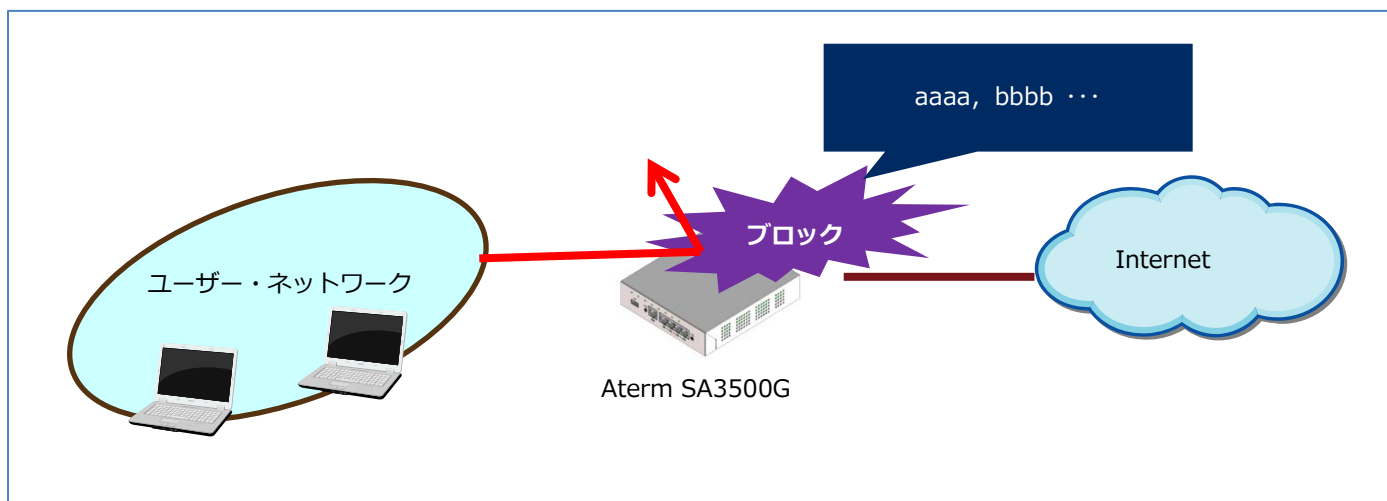 aaaa, bbbb ･･･
ブロック
ユーザー・ネットワーク
Internet
Aterm SA3500G